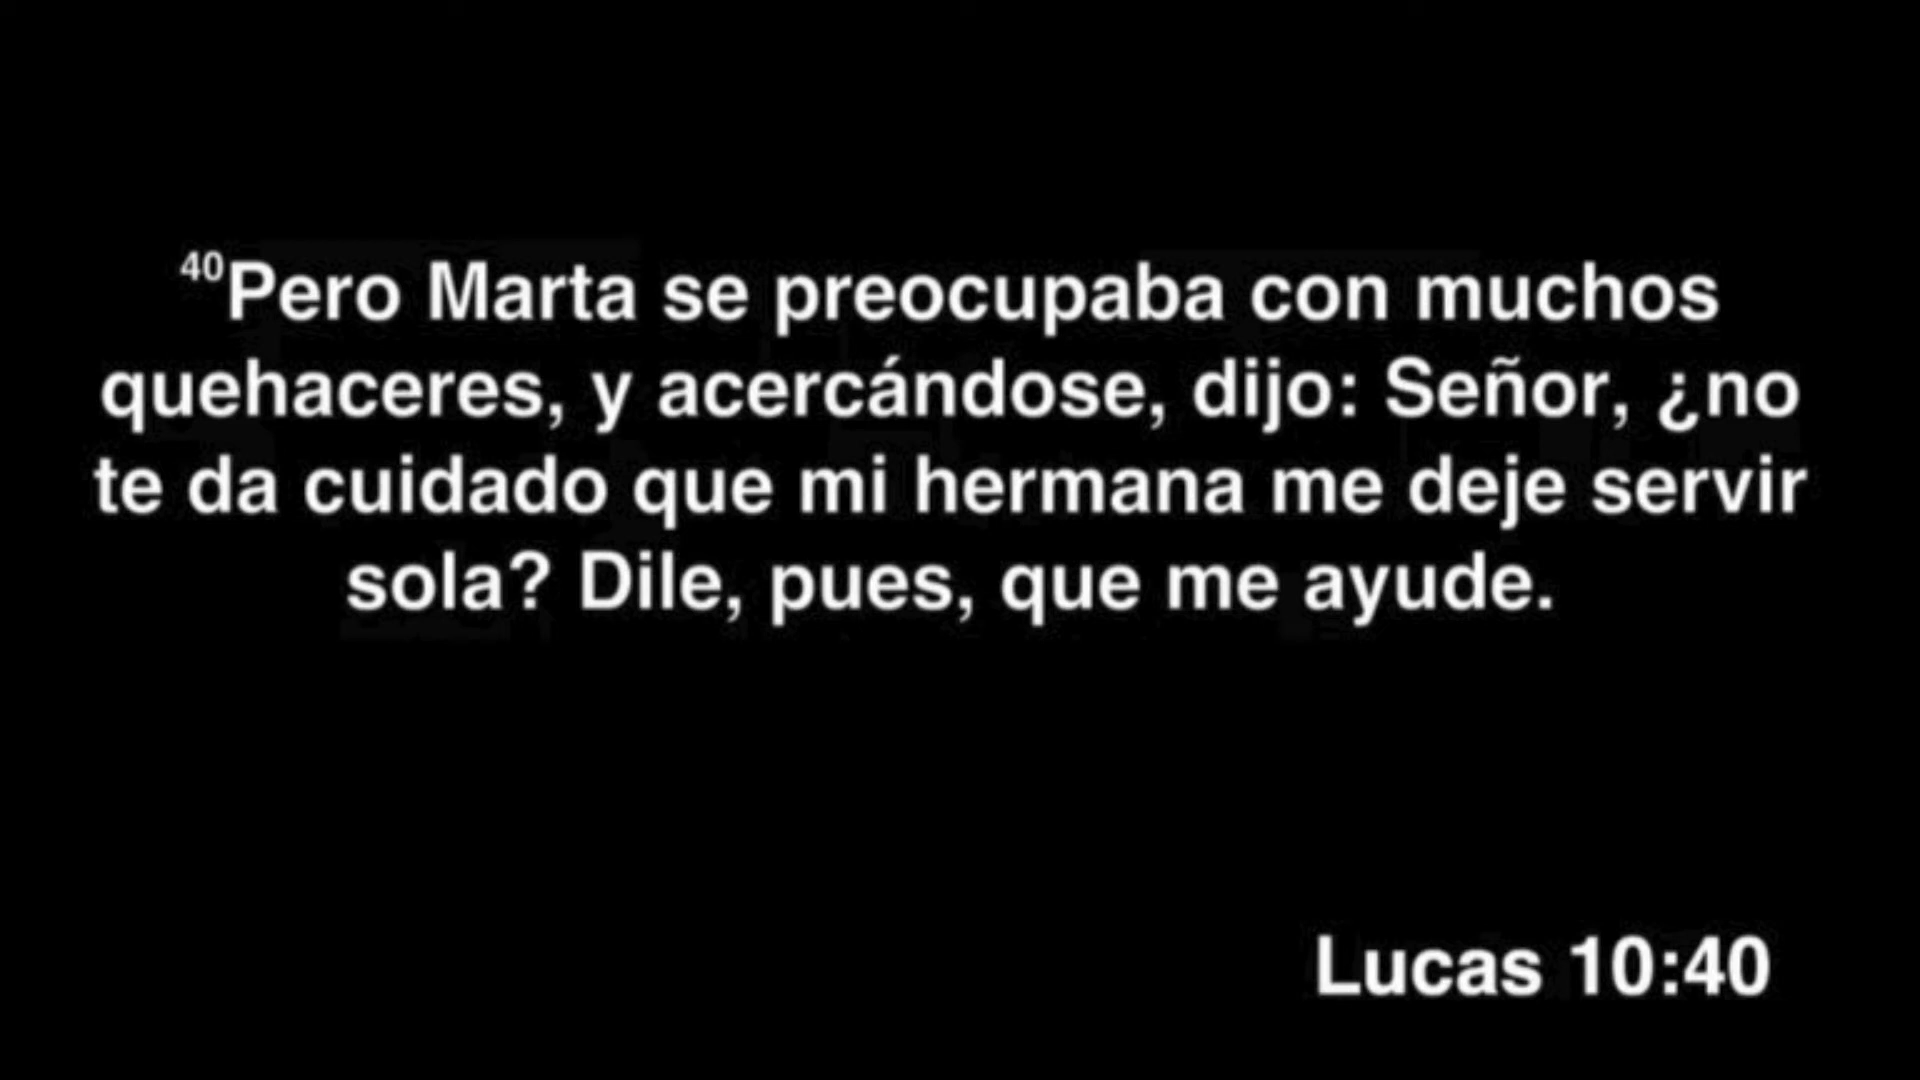 40Pero Marta se preocupaba con muchos
quehaceres, y acercándose, dijo: Señor, ¿no
te da cuidado que mi hermana me deje servir
sola? Dile, pues, que me ayude.
Lucas 10:40